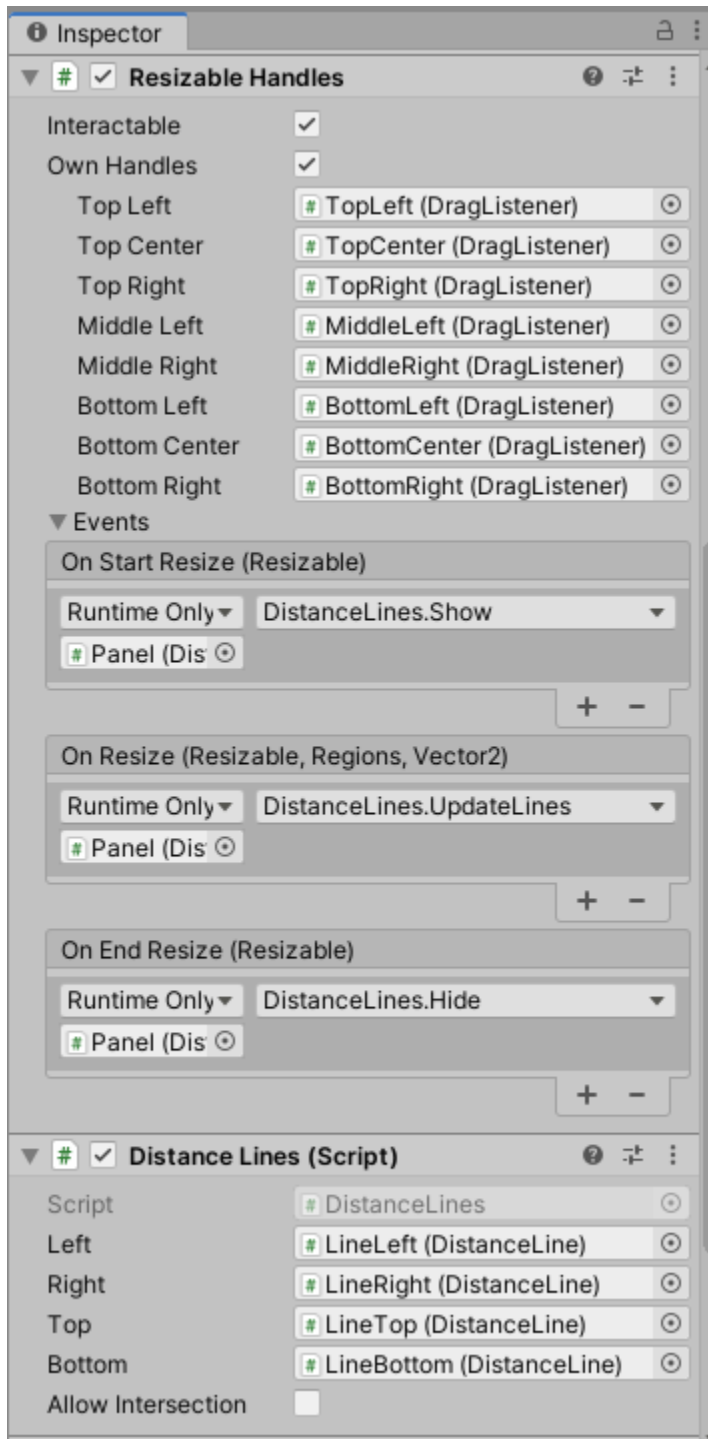 Inspector
Resizable Handles
Interactable
Own Handles
Top Left # TopLeft (DragListener)
Top Center # TopCenter (DragListener)
Top Right # TopRight (DragListener)
Middle Left # MiddleLeft (DragListener)
Middle Right # MiddleRight (DragListener)
Bottom Left # BottomLeft (DragListener)
Bottom Center # BottomCenter (DragListener)
Bottom Right # BottomRight (DragListener)
Events
On Start Resize (Resizable)
Runtime Only DistanceLines.Show
# Panel (Dis
+ -
On Resize (Resizable, Regions, Vector2)
Runtime Only DistanceLines.UpdateLines
# Panel (Dis
+ -
On End Resize (Resizable)
Runtime Only DistanceLines.Hide
# Panel (Dis
+ -
# Distance Lines (Script)
Script # DistanceLines
Left # LineLeft (DistanceLine)
Right # LineRight (DistanceLine)
Top # LineTop (DistanceLine)
Bottom # LineBottom (DistanceLine)
Allow Intersection